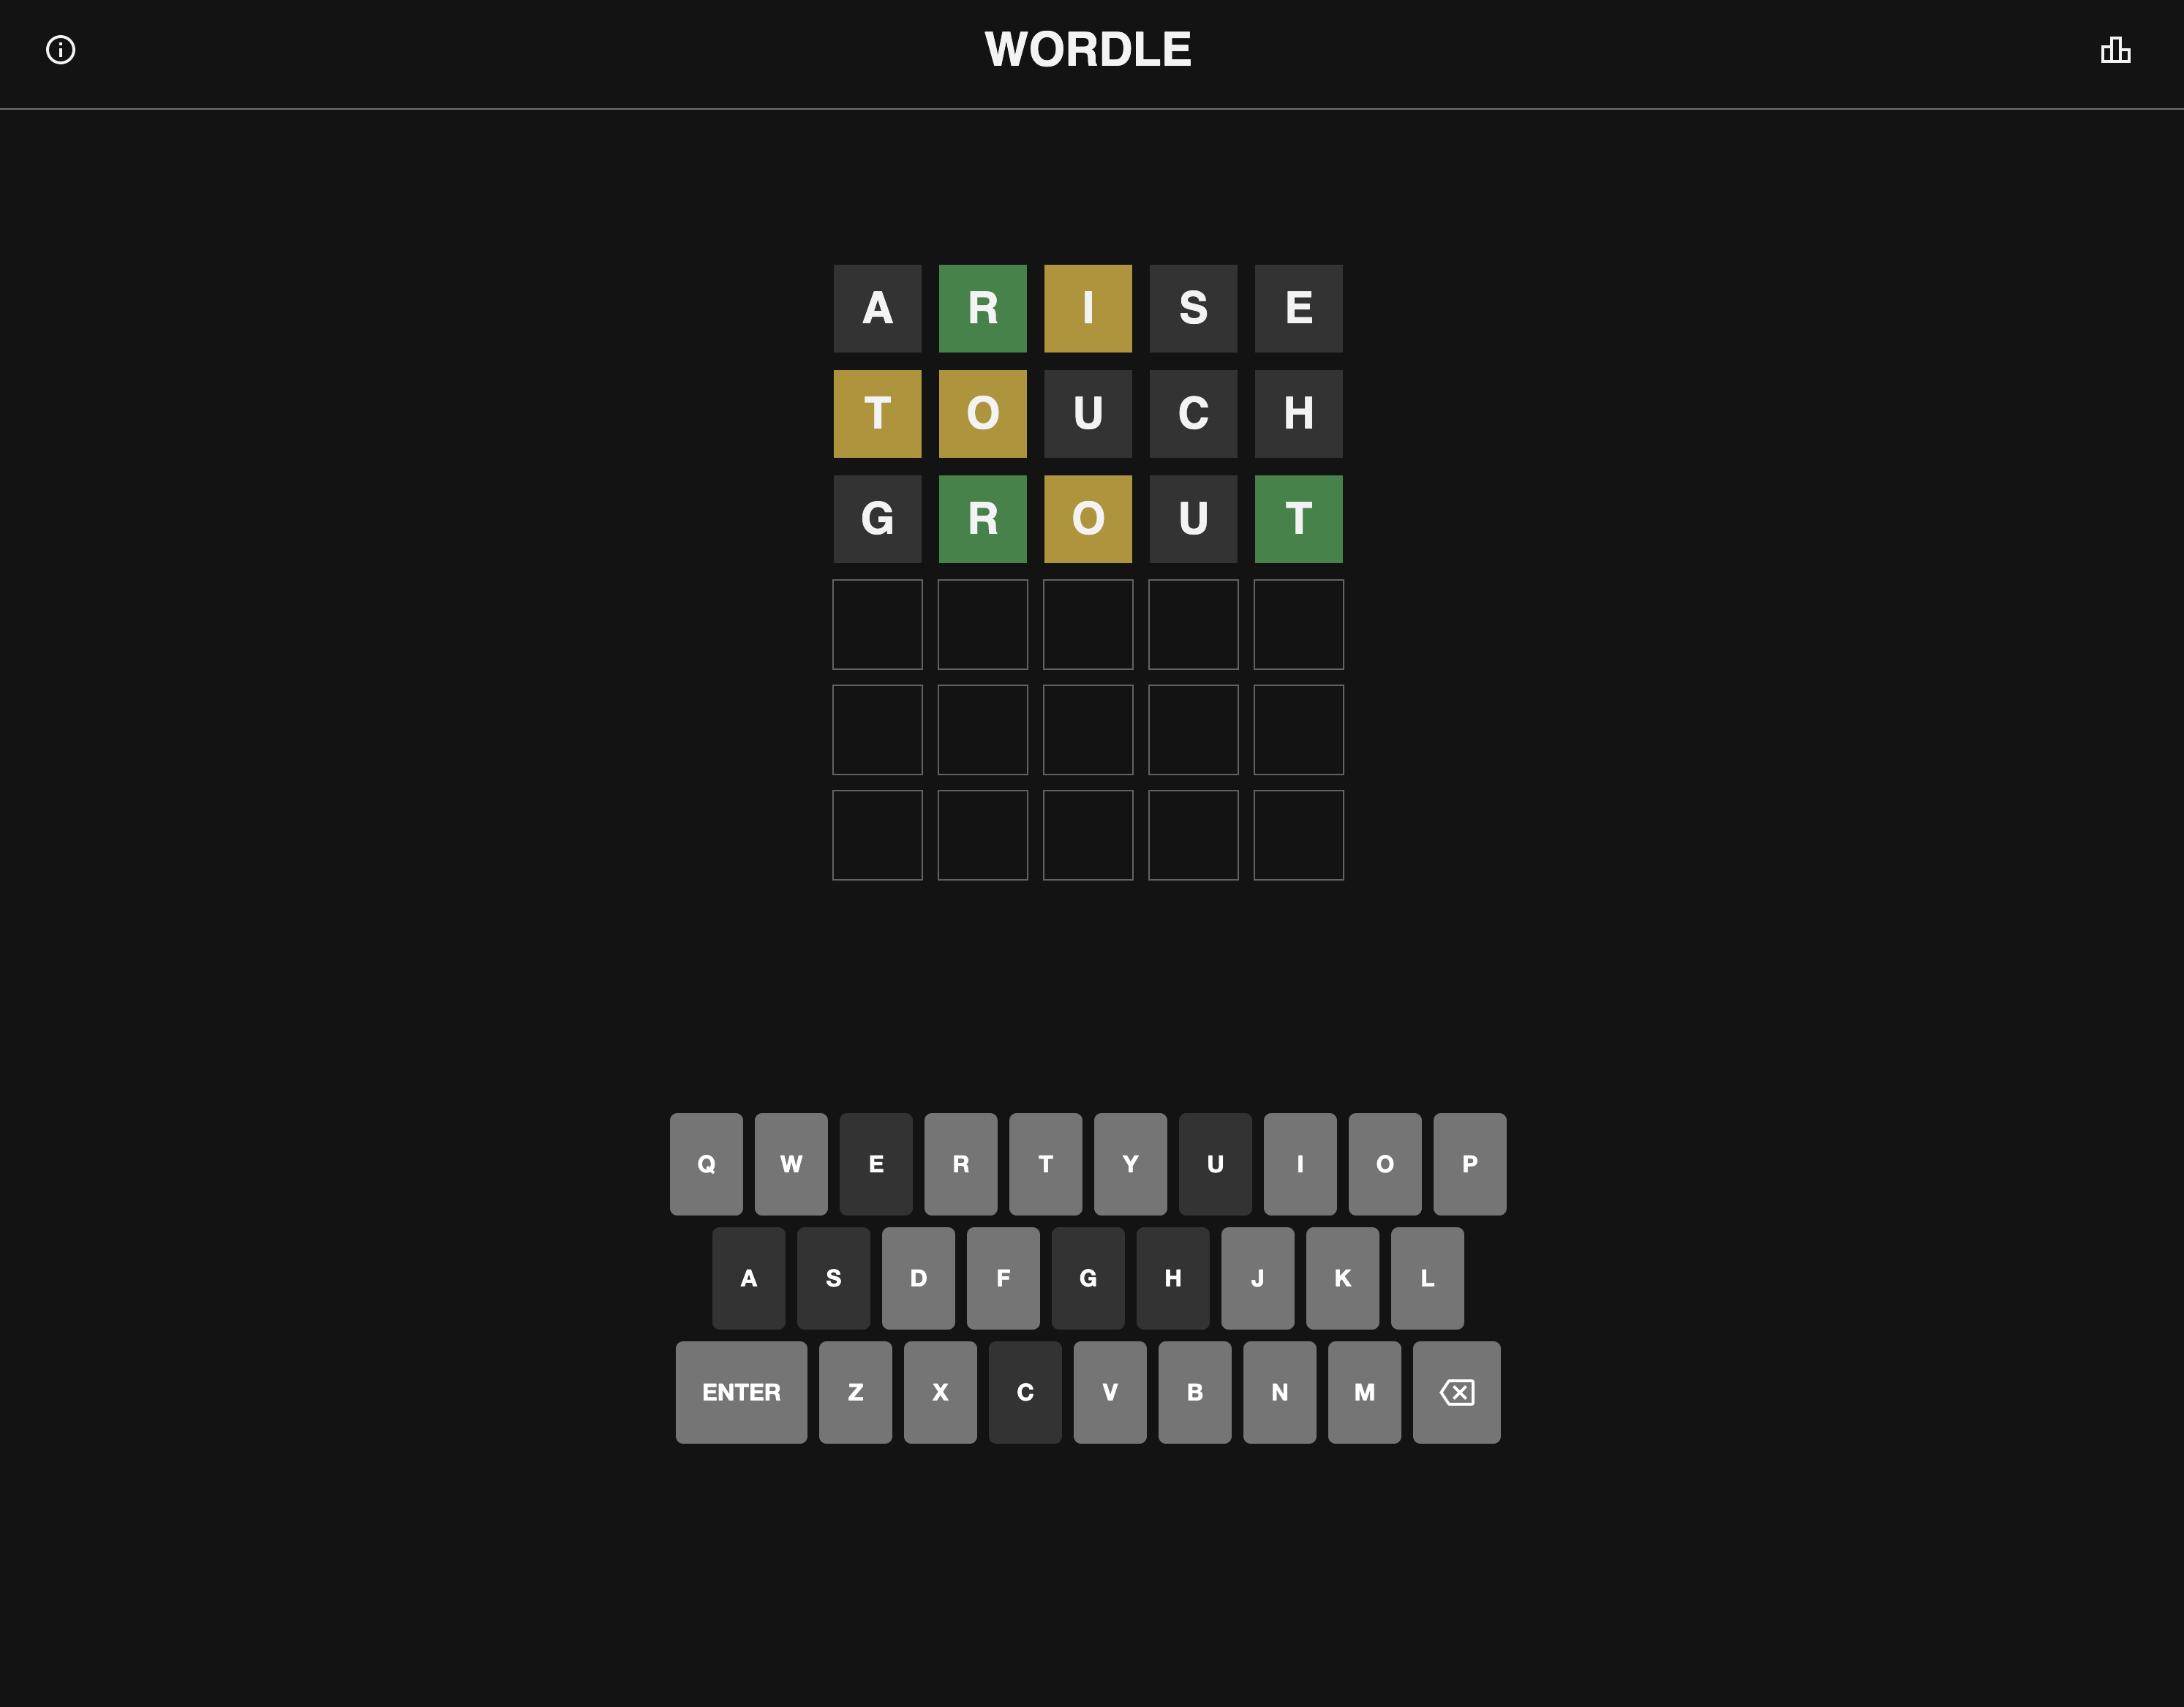 WORDLE
A R I S E
T O U C H
G R O U T
Q W E R T Y U I O P
A S D F G H J K L
ENTER Z X C V B N M